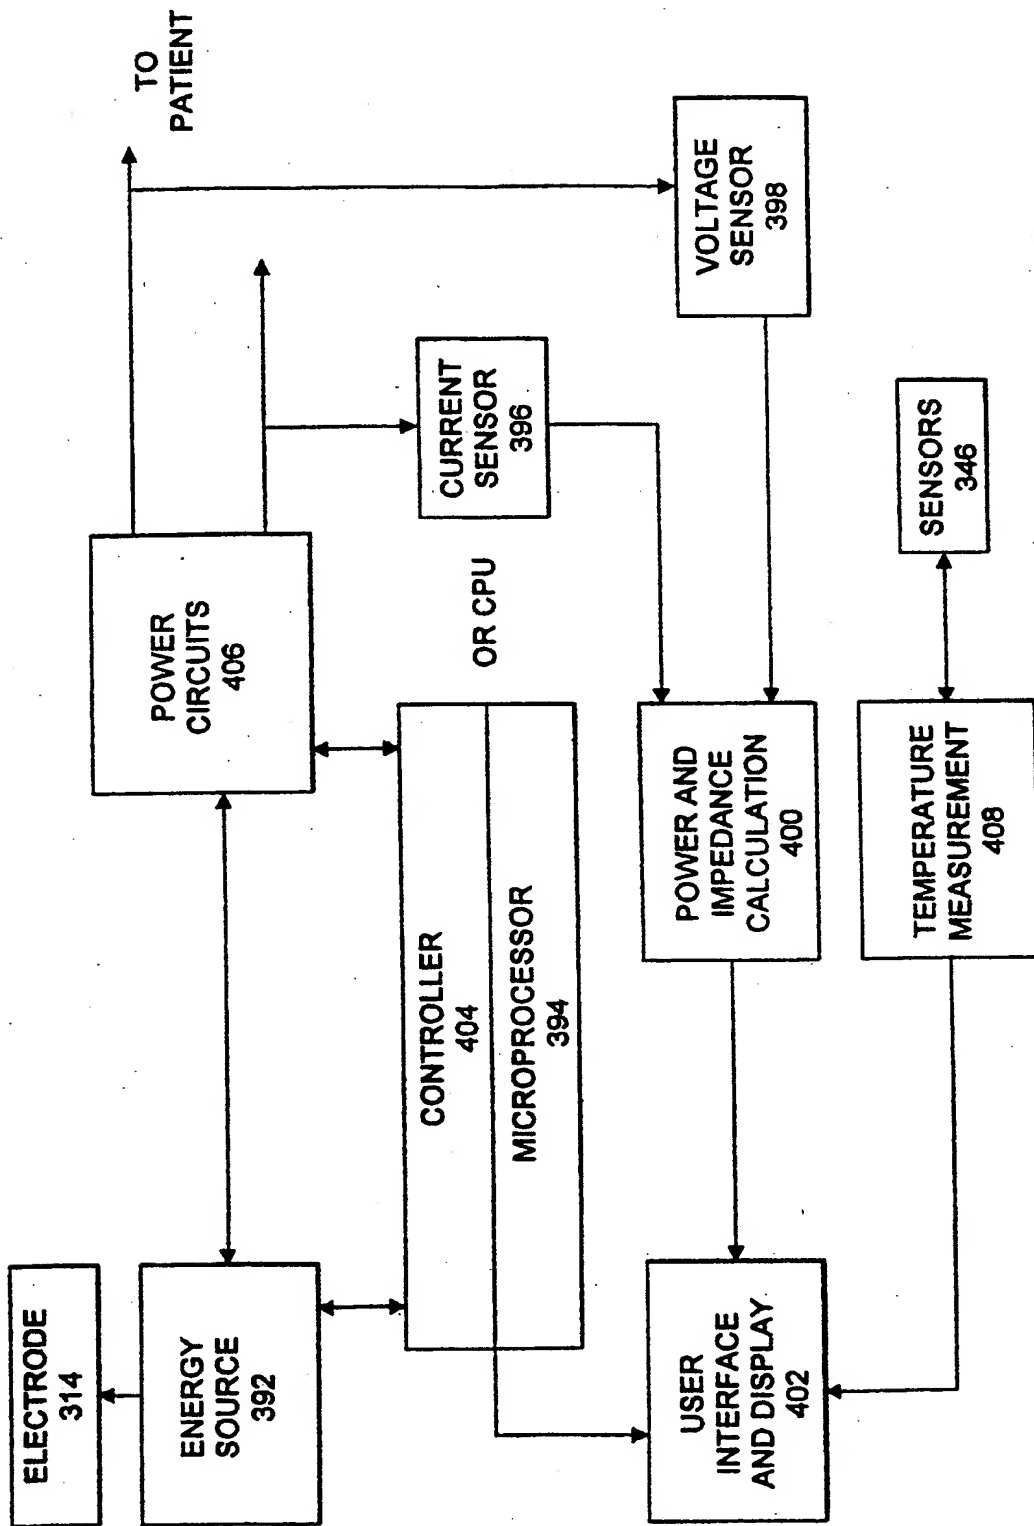 ELECTRODE
314
ENERGY
SOURCE
392
POWER
CIRCUITS
406
TO
PATIENT
CONTROLLER
404
MICROPROCESSOR
394
OR CPU
CURRENT
SENSOR
396
VOLTAGE
SENSOR
398
USER
INTERFACE
AND DISPLAY
402
POWER AND
IMPEDANCE
CALCULATION
400
TEMPERATURE
MEASUREMENT
408
SENSORS
346